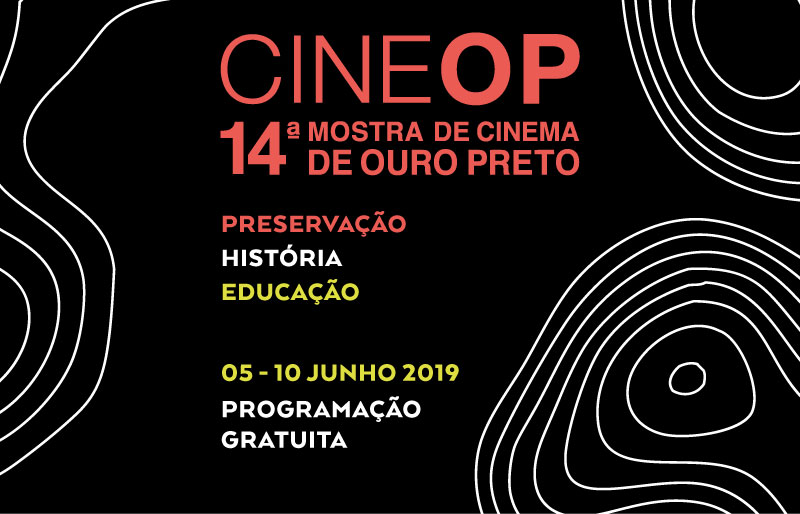 CINEOP
14ª MOSTRA DE CINEMA
DE OURO PRETO
PRESERVAÇÃO
HISTÓRIA
EDUCAÇÃO
05 - 10 JUNHO 2019
PROGRAMAÇÃO
GRATUITA